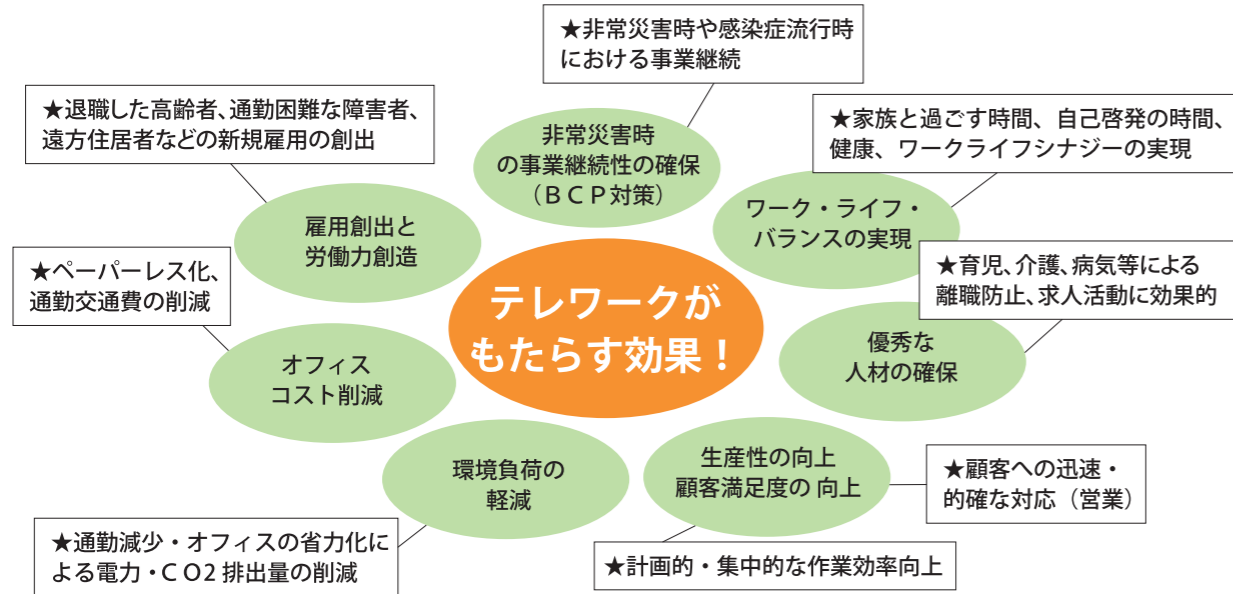 ★非常災害時や感染症流行時
における事業継続
★退職した高齢者、通勤困難な障害者、
遠方住居者などの新規雇用の創出
非常災害時
の事業継続性の確保
（ＢＣＰ対策）
★家族と過ごす時間、自己啓発の時間、
健康、ワークライフシナジーの実現
雇用創出と
労働力創造
ワーク・ライフ・
バランスの実現
★ペーパーレス化、
通勤交通費の削減
★育児、介護、病気等による
離職防止、求人活動に効果的
テレワークが
もたらす効果！
オフィス
コスト削減
優秀な
人材の確保
環境負荷の
軽減
生産性の向上
顧客満足度の 向上
★顧客への迅速・
的確な対応（営業）
★通勤減少・オフィスの省力化に
よる電力・ＣＯ2 排出量の削減
★計画的・集中的な作業効率向上